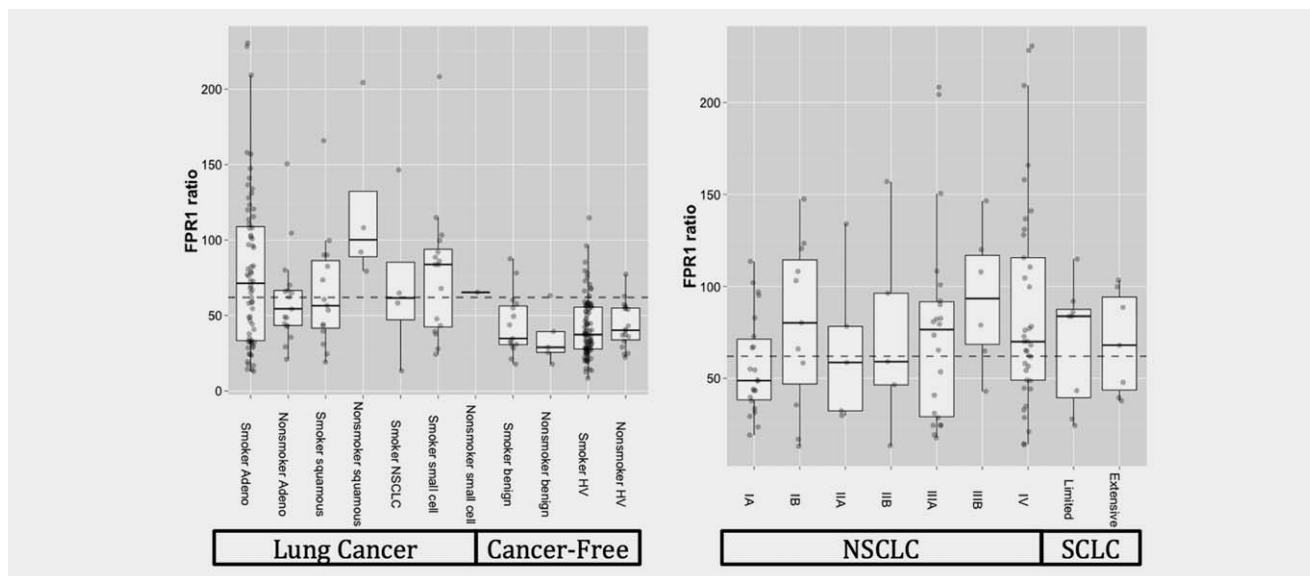 FPR1 ratio
200
150
100
50
0
Smoker Adeno
Nonsmoker Adeno
Smoker squamous
Nonsmoker squamous
Smoker NSCLC
Smoker small cell
Nonsmoker small cell
Smoker benign
Nonsmoker benign
Smoker HV
Nonsmoker HV
Lung Cancer
Cancer-Free
FPR1 ratio
200
150
100
50
IA
IB
IIA
IIB
IIIA
IIIB
IV
Limited
Extensive
NSCLC
SCLC